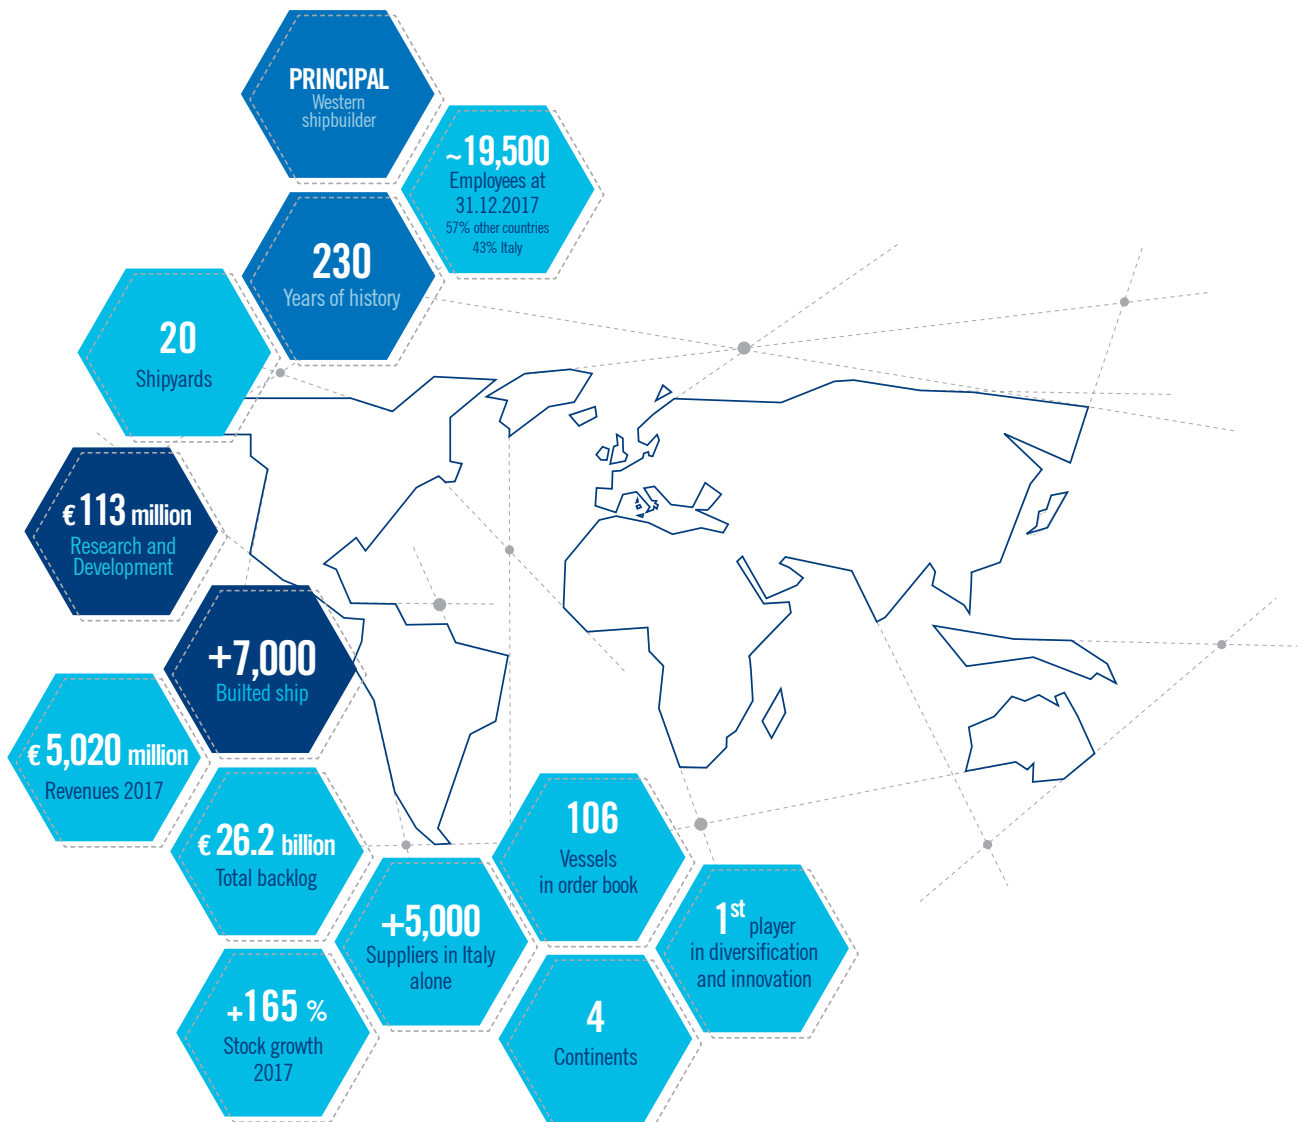 PRINCIPAL
Western
shipbuilder
~19,500
Employees at
31.12.2017
57% other countries
43% Italy
230
Years of history
20
Shipyards
€ 113 million
Research and
Development
+7,000
Builted ship
€ 5,020 million
Revenues 2017
€ 26.2 billion
Total backlog
106
Vessels
in order book
+5,000
Suppliers in Italy
alone
1st player
in diversification
and innovation
+165 %
Stock growth
2017
4
Continents